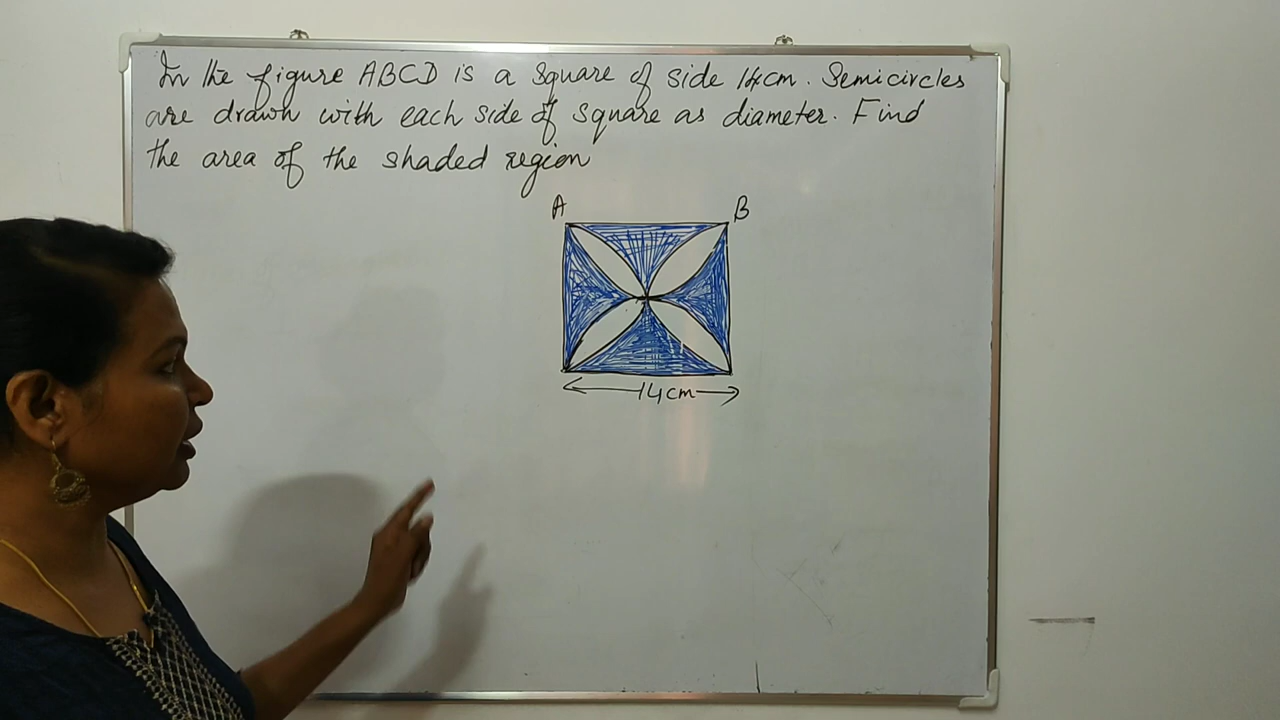 In the figure ABCD is a square of side 14cm. Semicircles
are drawn with each side of square as diameter. Find
the area of the shaded region
A B
14cm